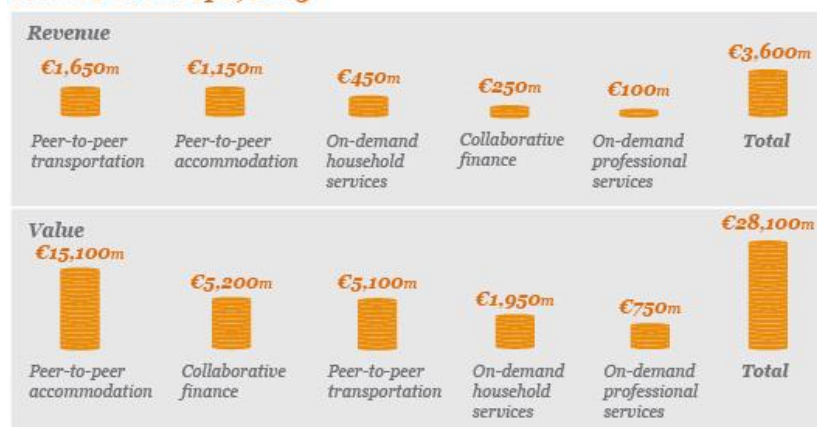 Revenue
€1,650m
€1,150m
€450m
€250m
€100m
€3,600m
Peer-to-peer
transportation
Peer-to-peer
accommodation
On-demand
household
services
Collaborative
finance
On-demand
professional
services
Total
Value
€15,100m
€5,200m
€5,100m
€1,950m
€750m
€28,100m
Peer-to-peer
accommodation
Collaborative
finance
Peer-to-peer
transportation
On-demand
household
services
On-demand
professional
services
Total